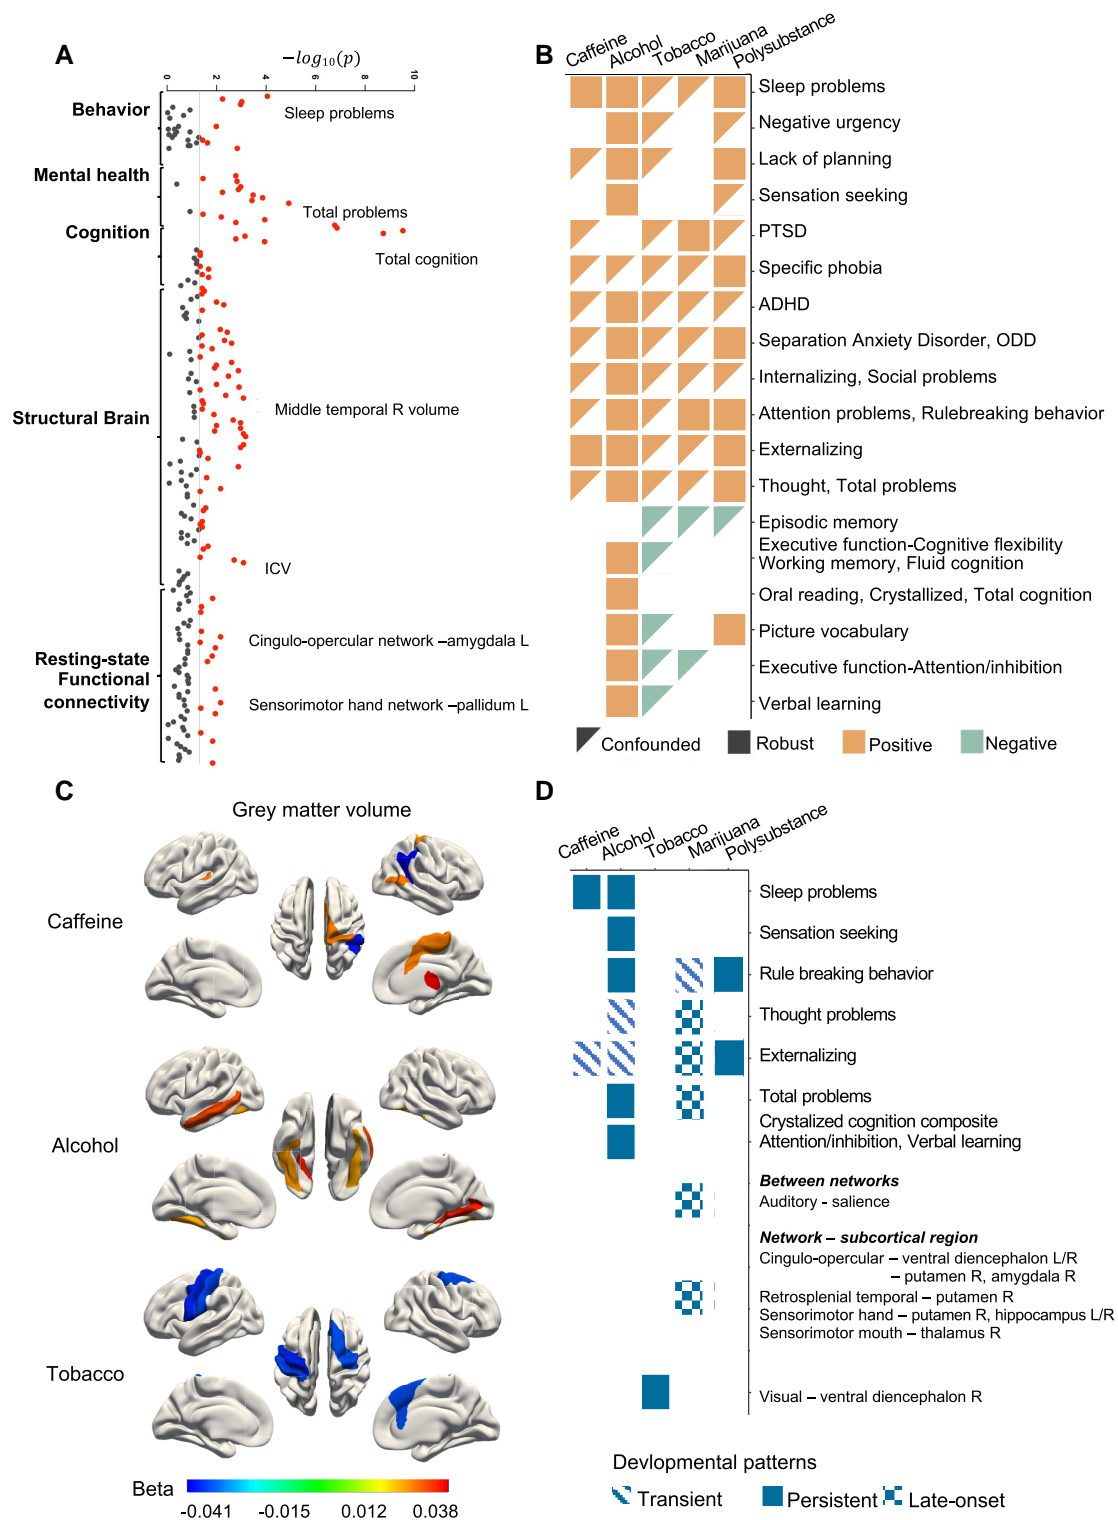 A
−log10(p)
0 2 4 6 8 10
Behavior
Sleep problems
Mental health
Total problems
Cognition
Total cognition
Structural Brain
Middle temporal R volume
ICV
Cingulo-opercular network –amygdala L
Resting-state
Functional
connectivity
Sensorimotor hand network –pallidum L
B
Caffeine
Alcohol
Tobacco
Marijuana
Polysubstance
Sleep problems
Negative urgency
Lack of planning
Sensation seeking
PTSD
Specific phobia
ADHD
Separation Anxiety Disorder, ODD
Internalizing, Social problems
Attention problems, Rulebreaking behavior
Externalizing
Thought, Total problems
Episodic memory
Executive function-Cognitive flexibility
Working memory, Fluid cognition
Oral reading, Crystallized, Total cognition
Picture vocabulary
Executive function-Attention/inhibition
Verbal learning
Confounded Robust Positive Negative
C
Grey matter volume
Caffeine
Alcohol
Tobacco
Beta
-0.041 -0.015 0.012 0.038
D
Caffeine
Alcohol
Tobacco
Marijuana
Polysubstance
Sleep problems
Sensation seeking
Rule breaking behavior
Thought problems
Externalizing
Total problems
Crystalized cognition composite
Attention/inhibition, Verbal learning
Between networks
Auditory - salience
Network – subcortical region
Cingulo-opercular – ventral diencephalon L/R
– putamen R, amygdala R
Retrosplenial temporal – putamen R
Sensorimotor hand – putamen R, hippocampus L/R
Sensorimotor mouth – thalamus R
Visual – ventral diencephalon R
Devlopmental patterns
Transient Persistent Late-onset